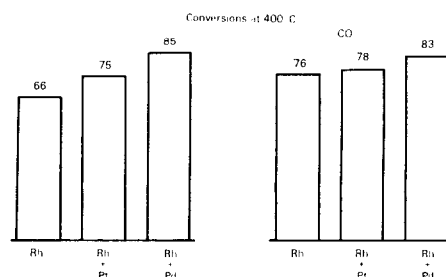 Conversions at 400 C
CO
66
75
85
76
78
83
Rh
Rh
+
Pt
Rh
+
Pd
Rh
Rh
+
Pt
Rh
+
Pd